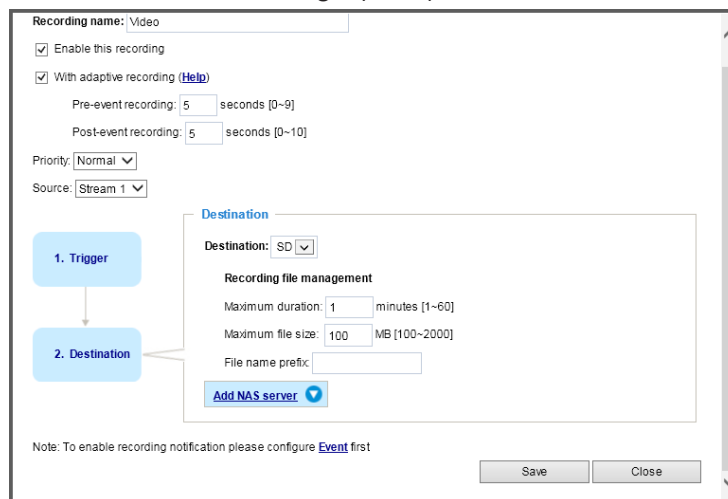 Recording name: Video
Enable this recording
With adaptive recording (Help)
Pre-event recording: 5 seconds [0~9]
Post-event recording: 5 seconds [0~10]
Priority: Normal
Source: Stream 1
Destination
1. Trigger
Destination: SD
Recording file management
Maximum duration: 1 minutes [1~60]
Maximum file size: 100 MB [100~2000]
2. Destination
File name prefix:
Add NAS server
Note: To enable recording notification please configure Event first
Save Close